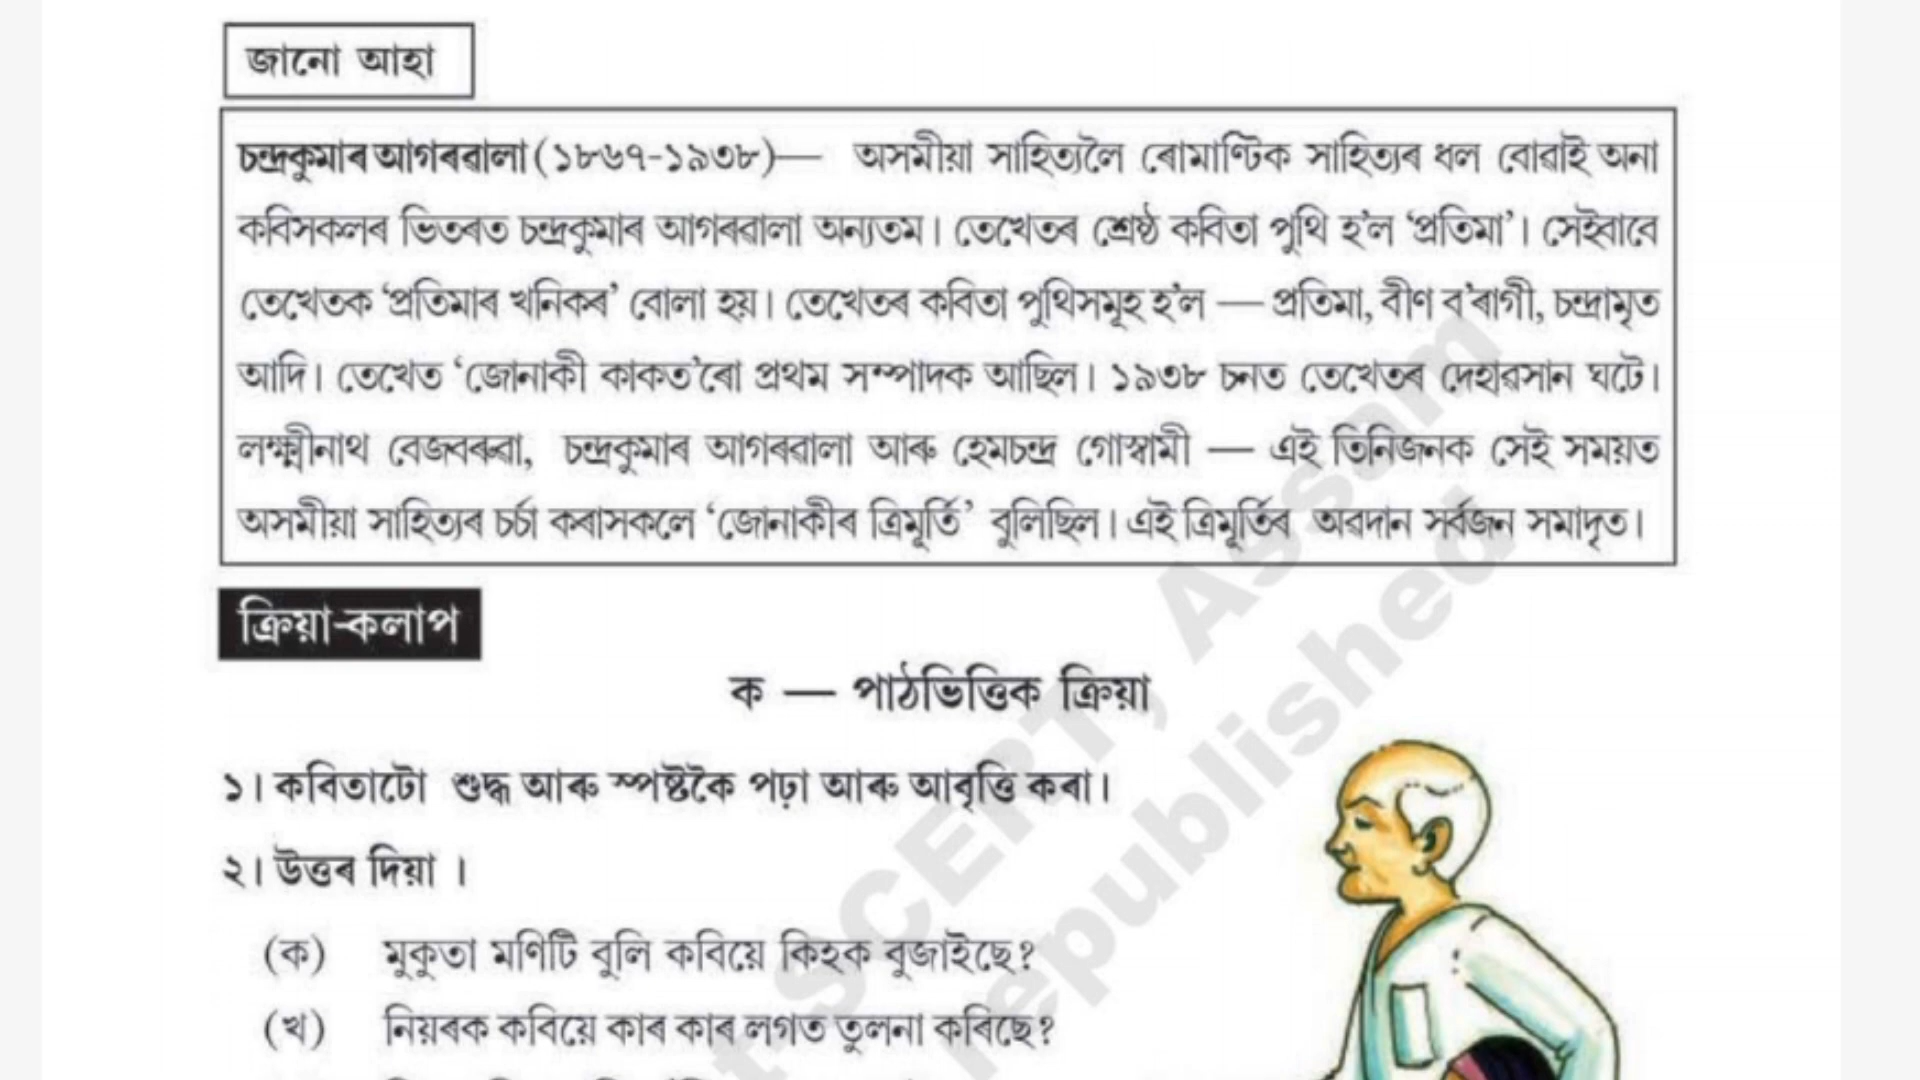 জানো আহা
চন্দ্ৰকুমাৰ আগৰৱালা (১৮৬৭-১৯৩৮)— অসমীয়া সাহিত্যলৈ ৰোমাণ্টিক সাহিত্যৰ ধল বোৱাই অনা
কবিসকলৰ ভিতৰত চন্দ্ৰকুমাৰ আগৰৱালা অন্যতম। তেখেতৰ শ্ৰেষ্ঠ কবিতা পুথি হ'ল ‘প্ৰতিমা’। সেইবাবে
তেখেতক ‘প্ৰতিমাৰ খনিকৰ’ বোলা হয়। তেখেতৰ কবিতা পুথিসমূহ হ'ল — প্ৰতিমা, বীণ ব'ৰাগী, চন্দ্ৰামৃত
আদি। তেখেত ‘জোনাকী কাকত’ৰো প্ৰথম সম্পাদক আছিল। ১৯৩৮ চনত তেখেতৰ দেহাৱসান ঘটে।
লক্ষ্মীনাথ বেজবৰুৱা, চন্দ্ৰকুমাৰ আগৰৱালা আৰু হেমচন্দ্ৰ গোস্বামী — এই তিনিজনক সেই সময়ত
অসমীয়া সাহিত্যৰ চৰ্চা কৰাসকলে ‘জোনাকীৰ ত্ৰিমূৰ্তি’ বুলিছিল। এই ত্ৰিমূৰ্তিৰ অৱদান সৰ্বজন সমাদৃত।
ক্ৰিয়া-কলাপ
ক — পাঠভিত্তিক ক্ৰিয়া
১। কবিতাটো শুদ্ধ আৰু স্পষ্টকৈ পঢ়া আৰু আবৃত্তি কৰা।
২। উত্তৰ দিয়া ।
(ক) মুকুতা মণিটি বুলি কবিয়ে কিহক বুজাইছে?
(খ) নিয়ৰক কবিয়ে কাৰ কাৰ লগত তুলনা কৰিছে?
SCERT, Assam
republished